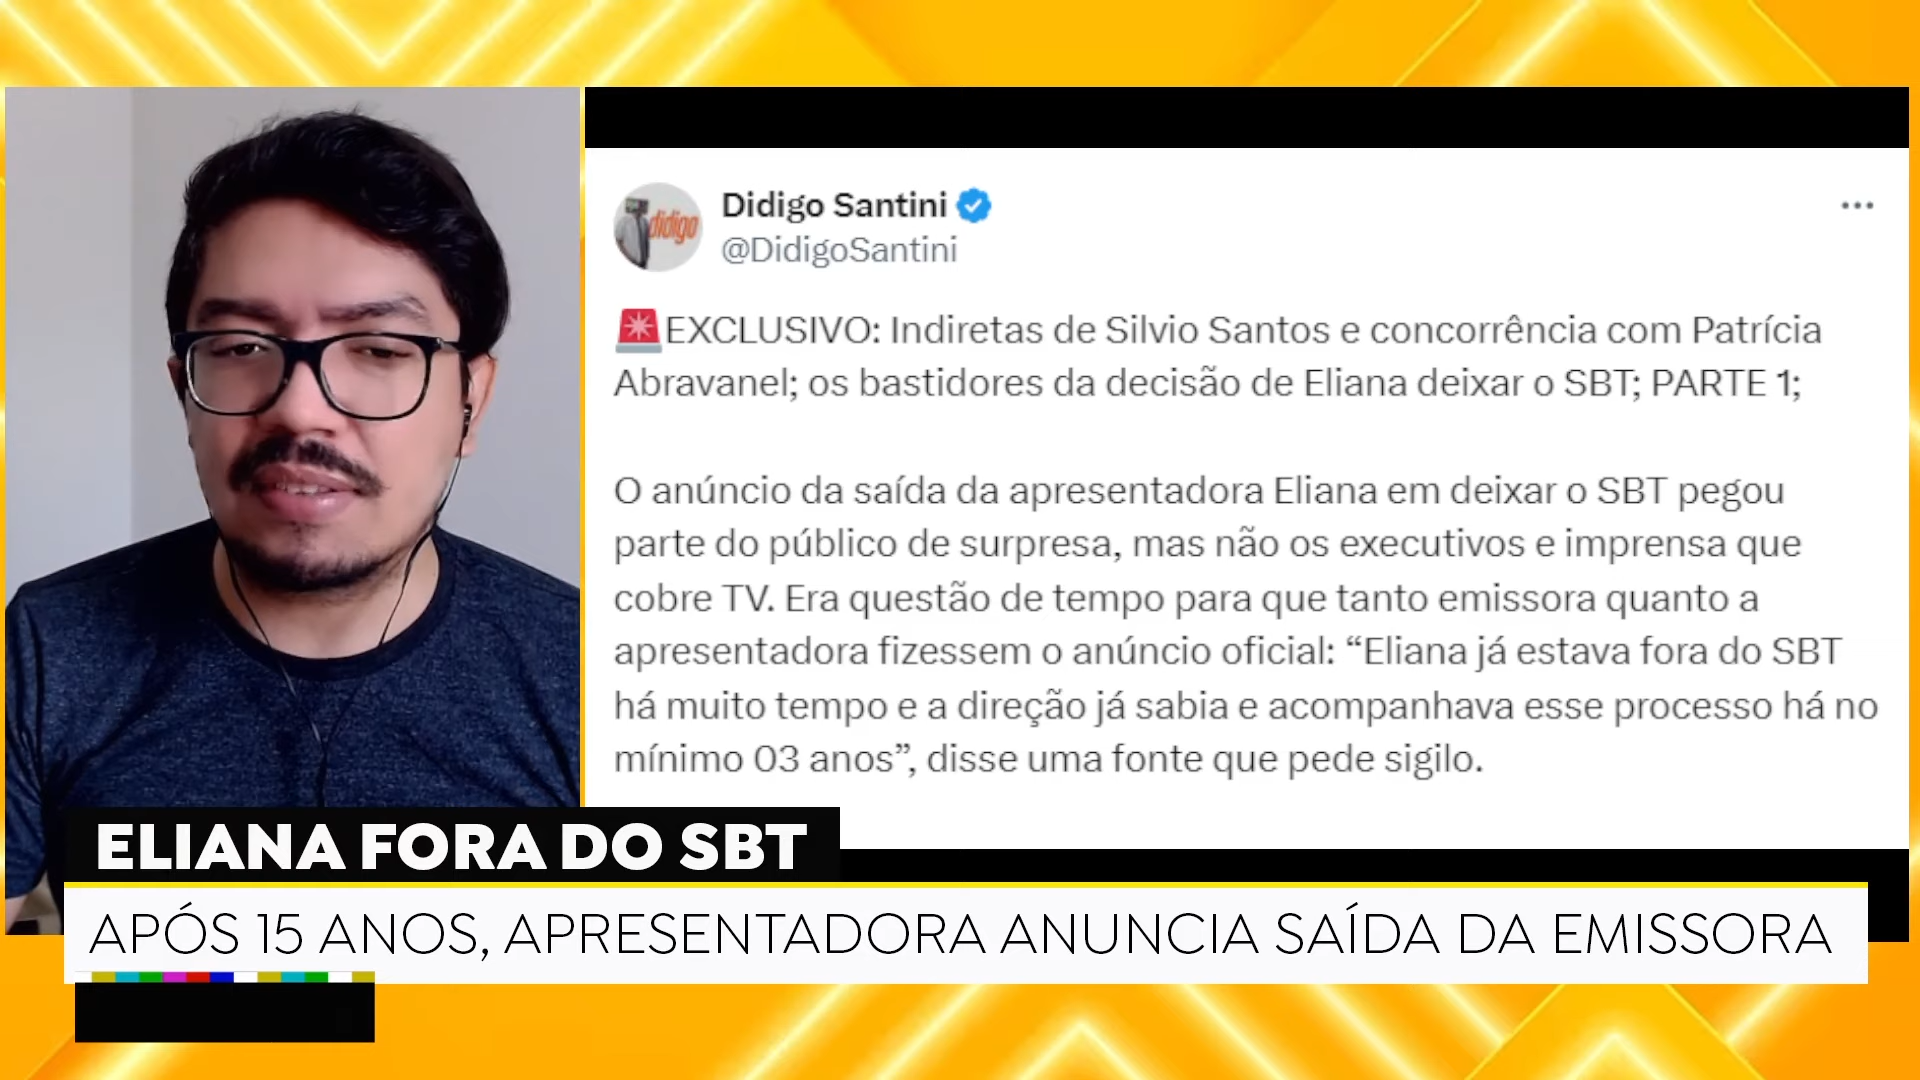 didigo
Didigo Santini
@DidigoSantini
🚨EXCLUSIVO: Indiretas de Silvio Santos e concorrência com Patrícia
Abravanel; os bastidores da decisão de Eliana deixar o SBT; PARTE 1;
O anúncio da saída da apresentadora Eliana em deixar o SBT pegou
parte do público de surpresa, mas não os executivos e imprensa que
cobre TV. Era questão de tempo para que tanto emissora quanto a
apresentadora fizessem o anúncio oficial: “Eliana já estava fora do SBT
há muito tempo e a direção já sabia e acompanhava esse processo há no
mínimo 03 anos”, disse uma fonte que pede sigilo.
ELIANA FORA DO SBT
APÓS 15 ANOS, APRESENTADORA ANUNCIA SAÍDA DA EMISSORA